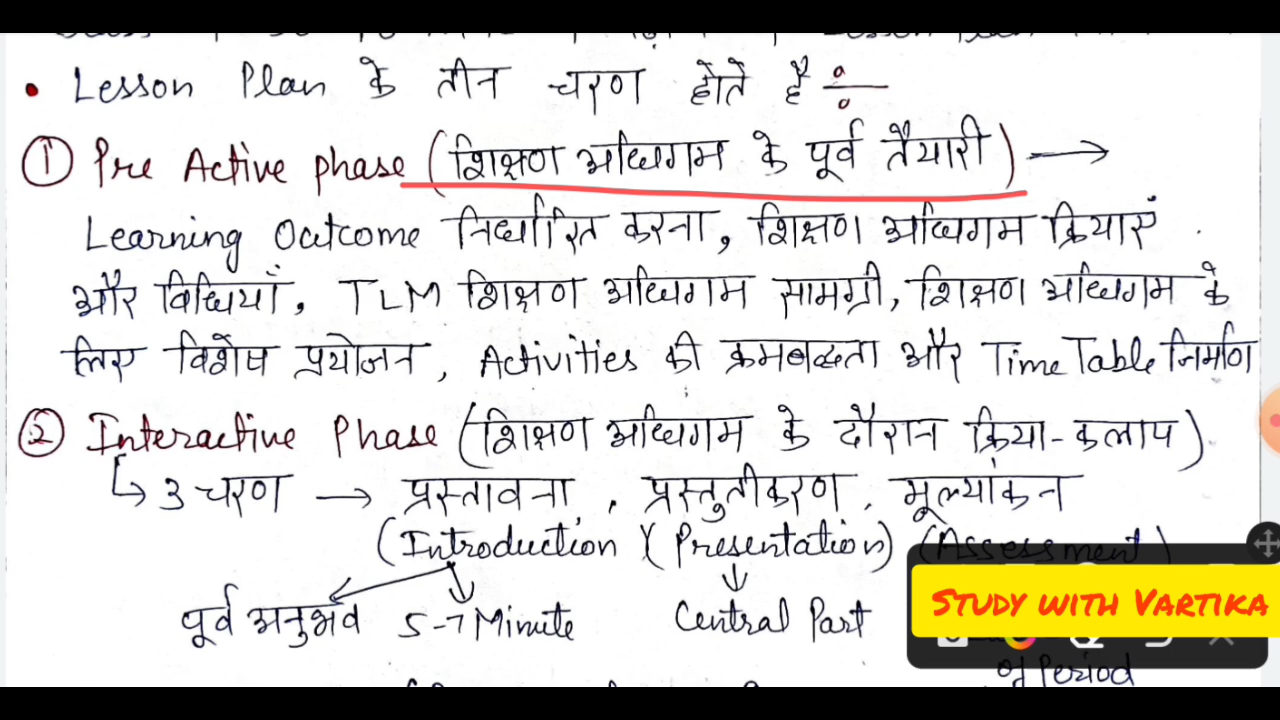 • Lesson Plan के तीन चरण होते है ÷
① Pre Active phase (शिक्षण अधिगम के पूर्व तैयारी) →
Learning Outcome निर्धारित करना, शिक्षण अधिगम क्रियाएं
और विधियाँ, TLM शिक्षण अधिगम सामग्री, शिक्षण अधिगम के
लिए विशेष प्रयोजन, Activities की क्रमबद्धता और Time Table निर्माण
② Interactive Phase (शिक्षण अधिगम के दौरान क्रिया-कलाप)
↳ 3 चरण → प्रस्तावना, प्रस्तुतीकरण, मूल्यांकन
(Introduction) (Presentation) (Assessment)
पूर्व अनुभव 5-7 Minute Central Part
STUDY WITH VARTIKA
of Period